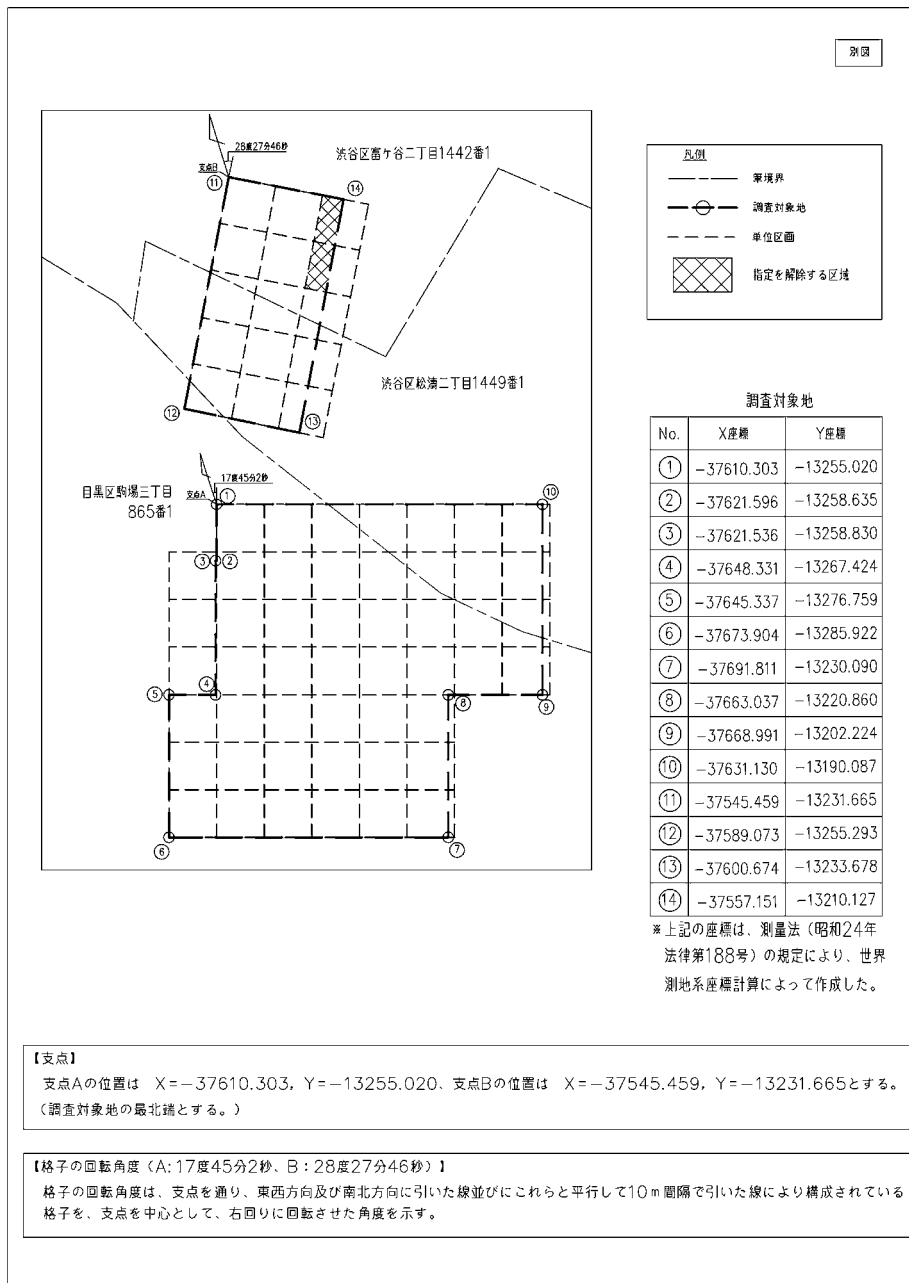 別図
28度27分46秒
支点B
渋谷区富ケ谷二丁目1442番1
⑪
⑭
渋谷区松濤二丁目1449番1
⑫
⑬
17度45分2秒
目黒区駒場三丁目
865番1
支点A
①
⑩
③
②
⑤
④
⑧
⑨
⑥
⑦
凡例
筆境界
調査対象地
単位区画
指定を解除する区域
調査対象地
No. X座標 Y座標
① −37610.303 −13255.020
② −37621.596 −13258.635
③ −37621.536 −13258.830
④ −37648.331 −13267.424
⑤ −37645.337 −13276.759
⑥ −37673.904 −13285.922
⑦ −37691.811 −13230.090
⑧ −37663.037 −13220.860
⑨ −37668.991 −13202.224
⑩ −37631.130 −13190.087
⑪ −37545.459 −13231.665
⑫ −37589.073 −13255.293
⑬ −37600.674 −13233.678
⑭ −37557.151 −13210.127
※上記の座標は、測量法（昭和24年
法律第188号）の規定により、世界
測地系座標計算によって作成した。
【支点】
支点Aの位置は X=−37610.303, Y=−13255.020、支点Bの位置は X=−37545.459, Y=−13231.665とする。
（調査対象地の最北端とする。）
【格子の回転角度（A:17度45分2秒、B：28度27分46秒）】
格子の回転角度は、支点を通り、東西方向及び南北方向に引いた線並びにこれらと平行して10m間隔で引いた線により構成されている
格子を、支点を中心として、右回りに回転させた角度を示す。